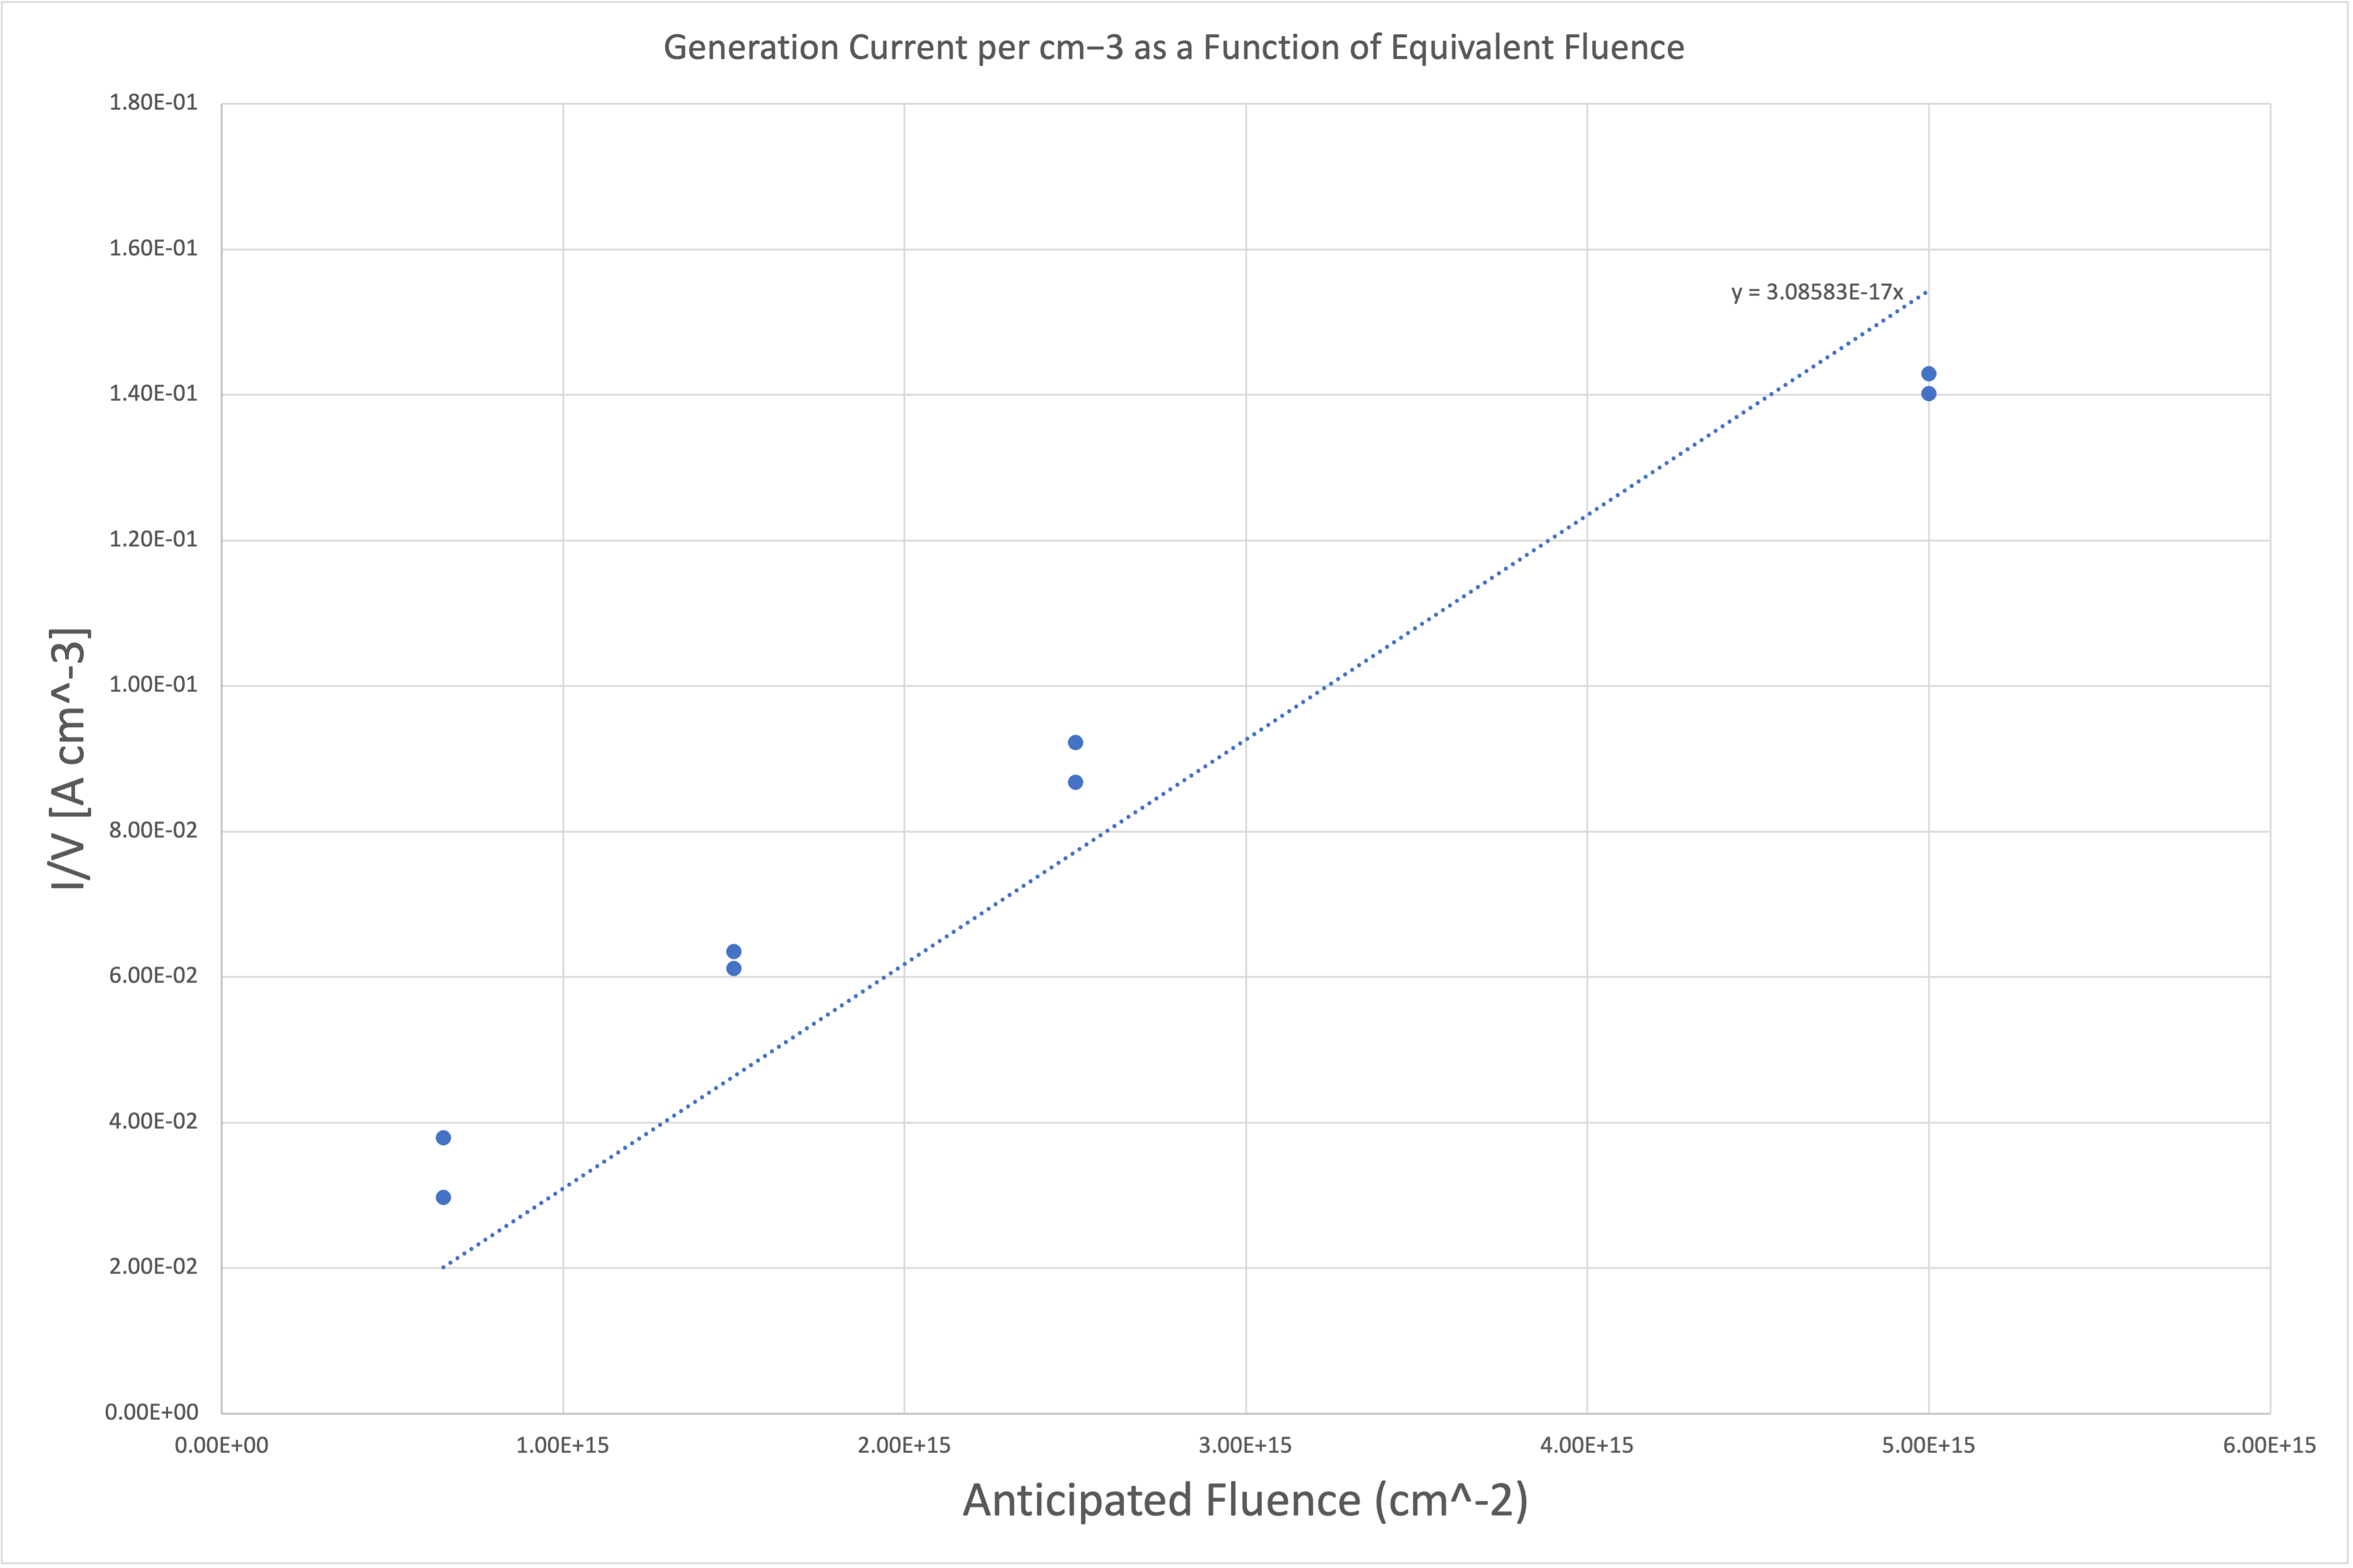 Generation Current per cm–3 as a Function of Equivalent Fluence
1.80E-01
1.60E-01
y = 3.08583E-17x
1.40E-01
1.20E-01
1.00E-01
8.00E-02
6.00E-02
4.00E-02
2.00E-02
0.00E+00
I/V [A cm^-3]
0.00E+00 1.00E+15 2.00E+15 3.00E+15 4.00E+15 5.00E+15 6.00E+15
Anticipated Fluence (cm^-2)